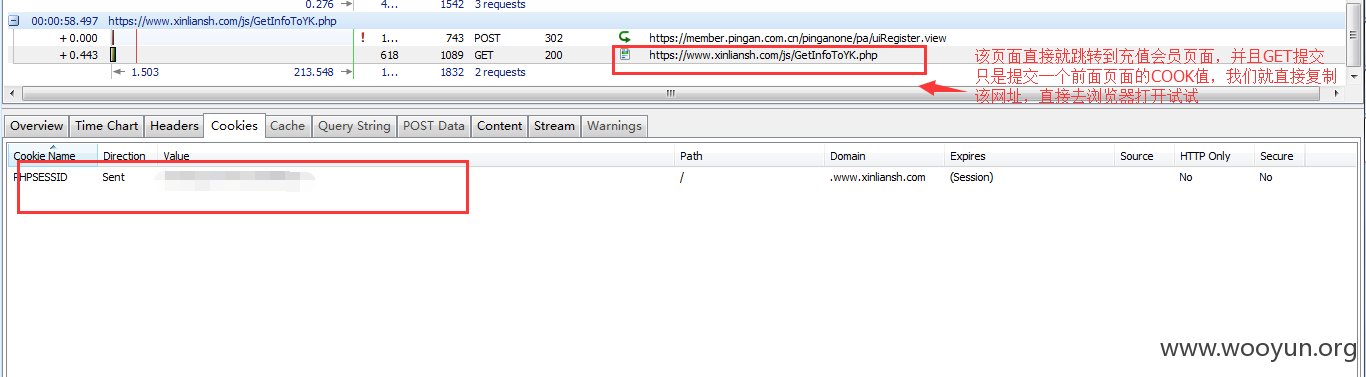 0.276 4... 1542 3 requests
00:00:58.497 https://www.xinliansh.com/js/GetInfoToYK.php
+ 0.000 ! 1... 743 POST 302 https://member.pingan.com.cn/pinganone/pa/uiRegister.view
+ 0.443 618 1089 GET 200 https://www.xinliansh.com/js/GetInfoToYK.php
1.503 213.548 1... 1832 2 requests
该页面直接就跳转到充值会员页面，并且GET提交
只是提交一个前面页面的COOK值，我们就直接复制
该网址，直接去浏览器打开试试
Overview Time Chart Headers Cookies Cache Query String POST Data Content Stream Warnings
Cookie Name Direction Value Path Domain Expires Source HTTP Only Secure
PHPSESSID Sent / .www.xinliansh.com (Session) No No
www.wooyun.org